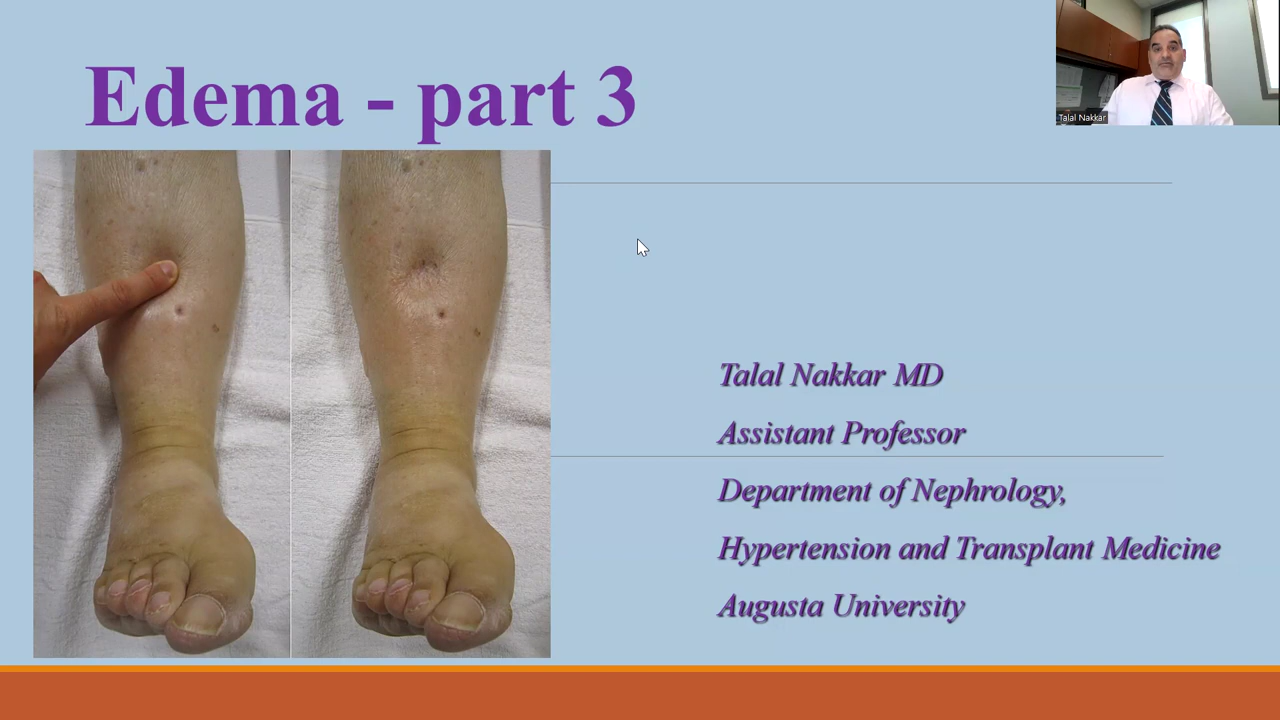 Edema - part 3
Talal Nakkar
Talal Nakkar MD
Assistant Professor
Department of Nephrology,
Hypertension and Transplant Medicine
Augusta University